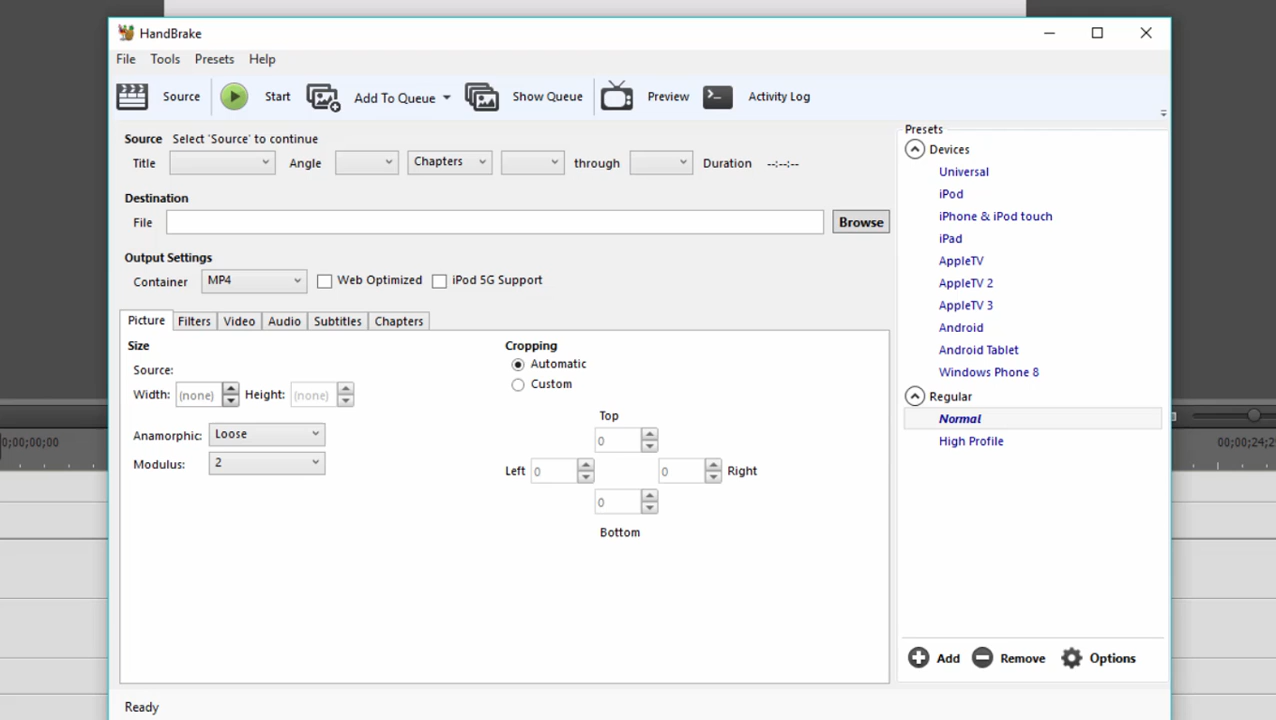 HandBrake
File Tools Presets Help
Source Start Add To Queue Show Queue Preview Activity Log
Source Select 'Source' to continue
Title Angle Chapters through Duration --:--:--
Destination
File Browse
Output Settings
Container MP4 Web Optimized iPod 5G Support
Picture Filters Video Audio Subtitles Chapters
Size
Source:
Width: (none) Height: (none)
Anamorphic: Loose
Modulus: 2
Cropping
Automatic
Custom
Top
0
Left 0 0 Right
0
Bottom
Presets
Devices
Universal
iPod
iPhone & iPod touch
iPad
AppleTV
AppleTV 2
AppleTV 3
Android
Android Tablet
Windows Phone 8
Regular
Normal
High Profile
Add Remove Options
Ready
0;00;00;00